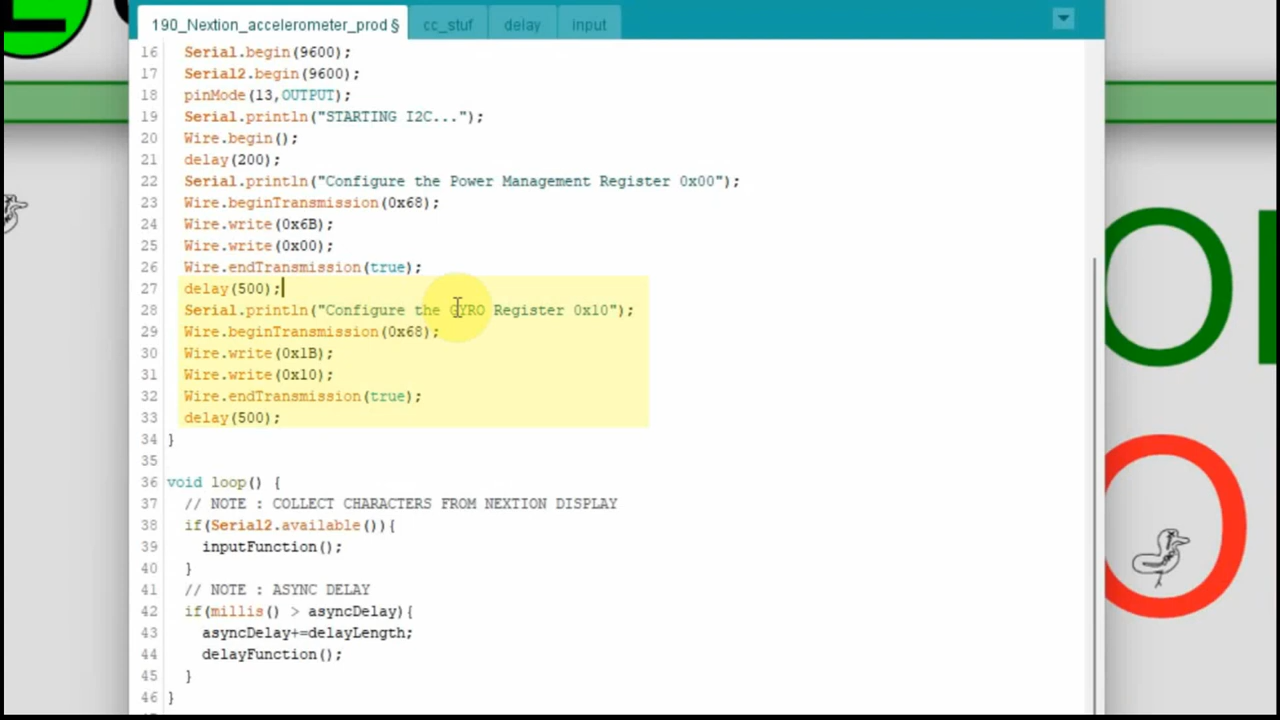 190_Nextion_accelerometer_prod § cc_stuf delay input
16 Serial.begin(9600);
17 Serial2.begin(9600);
18 pinMode(13,OUTPUT);
19 Serial.println("STARTING I2C...");
20 Wire.begin();
21 delay(200);
22 Serial.println("Configure the Power Management Register 0x00");
23 Wire.beginTransmission(0x68);
24 Wire.write(0x6B);
25 Wire.write(0x00);
26 Wire.endTransmission(true);
27 delay(500);
28 Serial.println("Configure the GYRO Register 0x10");
29 Wire.beginTransmission(0x68);
30 Wire.write(0x1B);
31 Wire.write(0x10);
32 Wire.endTransmission(true);
33 delay(500);
34 }
35
36 void loop() {
37 // NOTE : COLLECT CHARACTERS FROM NEXTION DISPLAY
38 if(Serial2.available()){
39 inputFunction();
40 }
41 // NOTE : ASYNC DELAY
42 if(millis() > asyncDelay){
43 asyncDelay+=delayLength;
44 delayFunction();
45 }
46 }